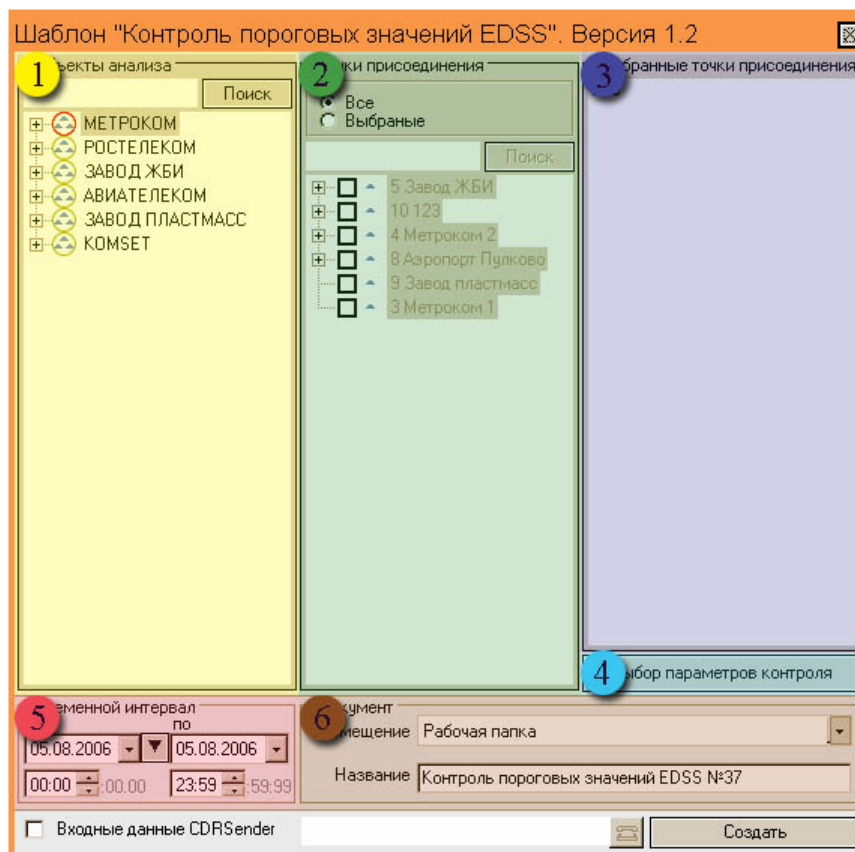 Шаблон "Контроль пороговых значений EDSS". Версия 1.2
1
ъекты анализа
Поиск
МЕТРОКОМ
РОСТЕЛЕКОМ
ЗАВОД ЖБИ
АВИАТЕЛЕКОМ
ЗАВОД ПЛАСТМАСС
KOMSET
2
ки присоединения
Все
Выбраные
Поиск
5 Завод ЖБИ
10 123
4 Метроком 2
8 Аэропорт Пулково
9 Завод пластмасс
3 Метроком 1
3
бранные точки присоединения
4
ыбор параметров контроля
5
еменной интервал
по
05.08.2006 05.08.2006
00:00 :00.00 23:59 :59:99
6
кумент
мещение Рабочая папка
Название Контроль пороговых значений EDSS №37
Входные данные CDRSender
Создать